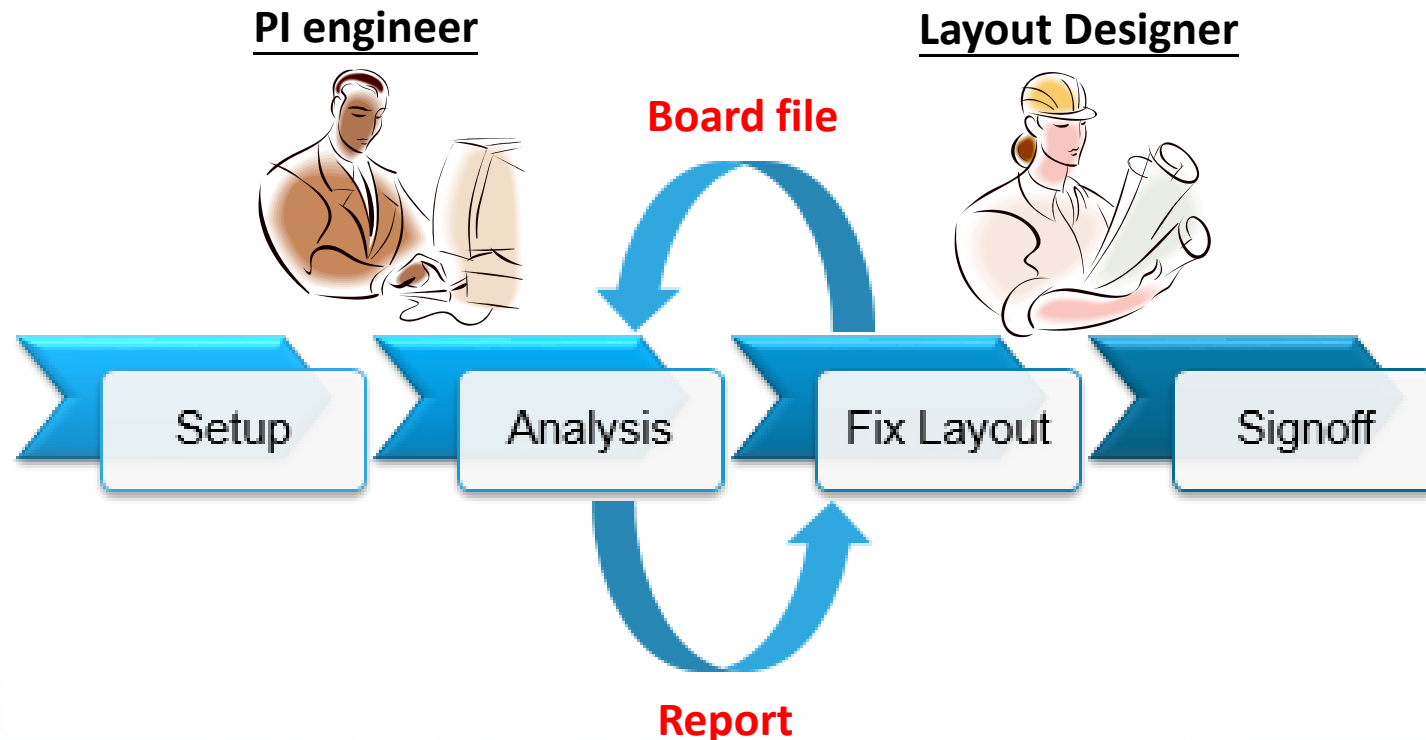 PI engineer
Layout Designer
Board file
Setup
Analysis
Fix Layout
Signoff
Report